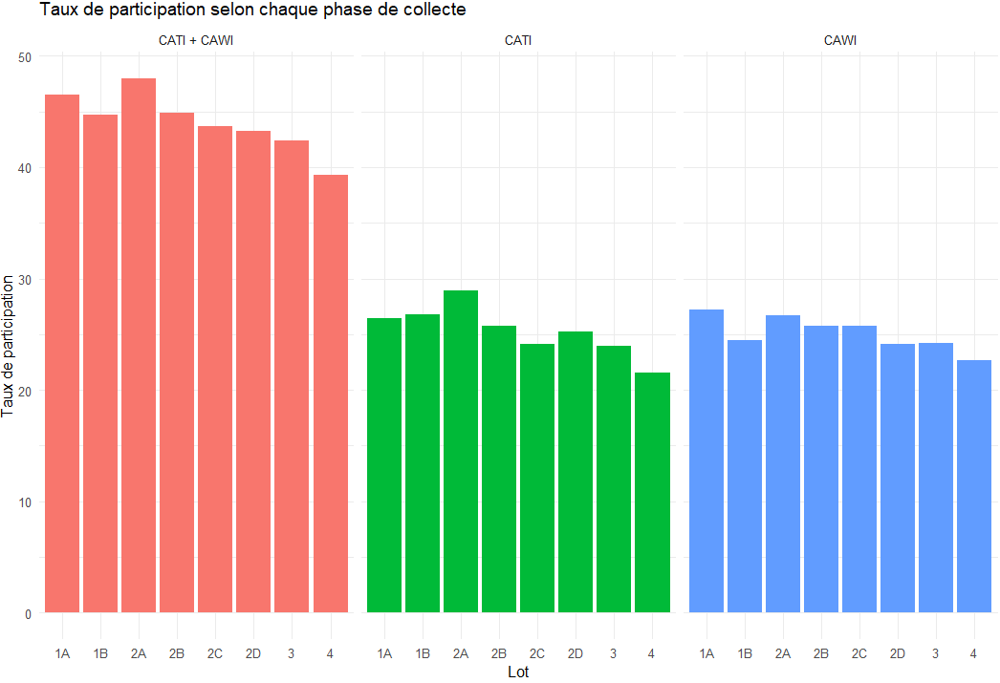 Taux de participation selon chaque phase de collecte
CATI + CAWI
CATI
CAWI
50
40
30
20
10
0
Taux de participation
1A 1B 2A 2B 2C 2D 3 4
1A 1B 2A 2B 2C 2D 3 4
1A 1B 2A 2B 2C 2D 3 4
Lot